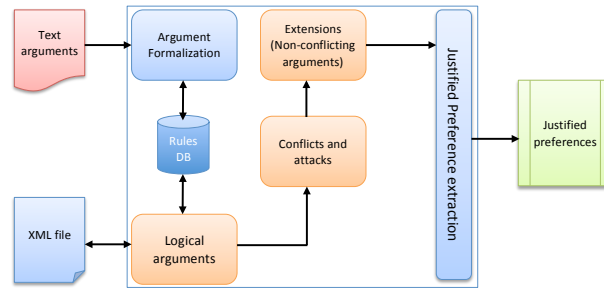 Text
arguments
Argument
Formalization
Extensions
(Non-conflicting
arguments)
Justified Preference extraction
Rules
DB
Conflicts and
attacks
Justified
preferences
XML file
Logical
arguments